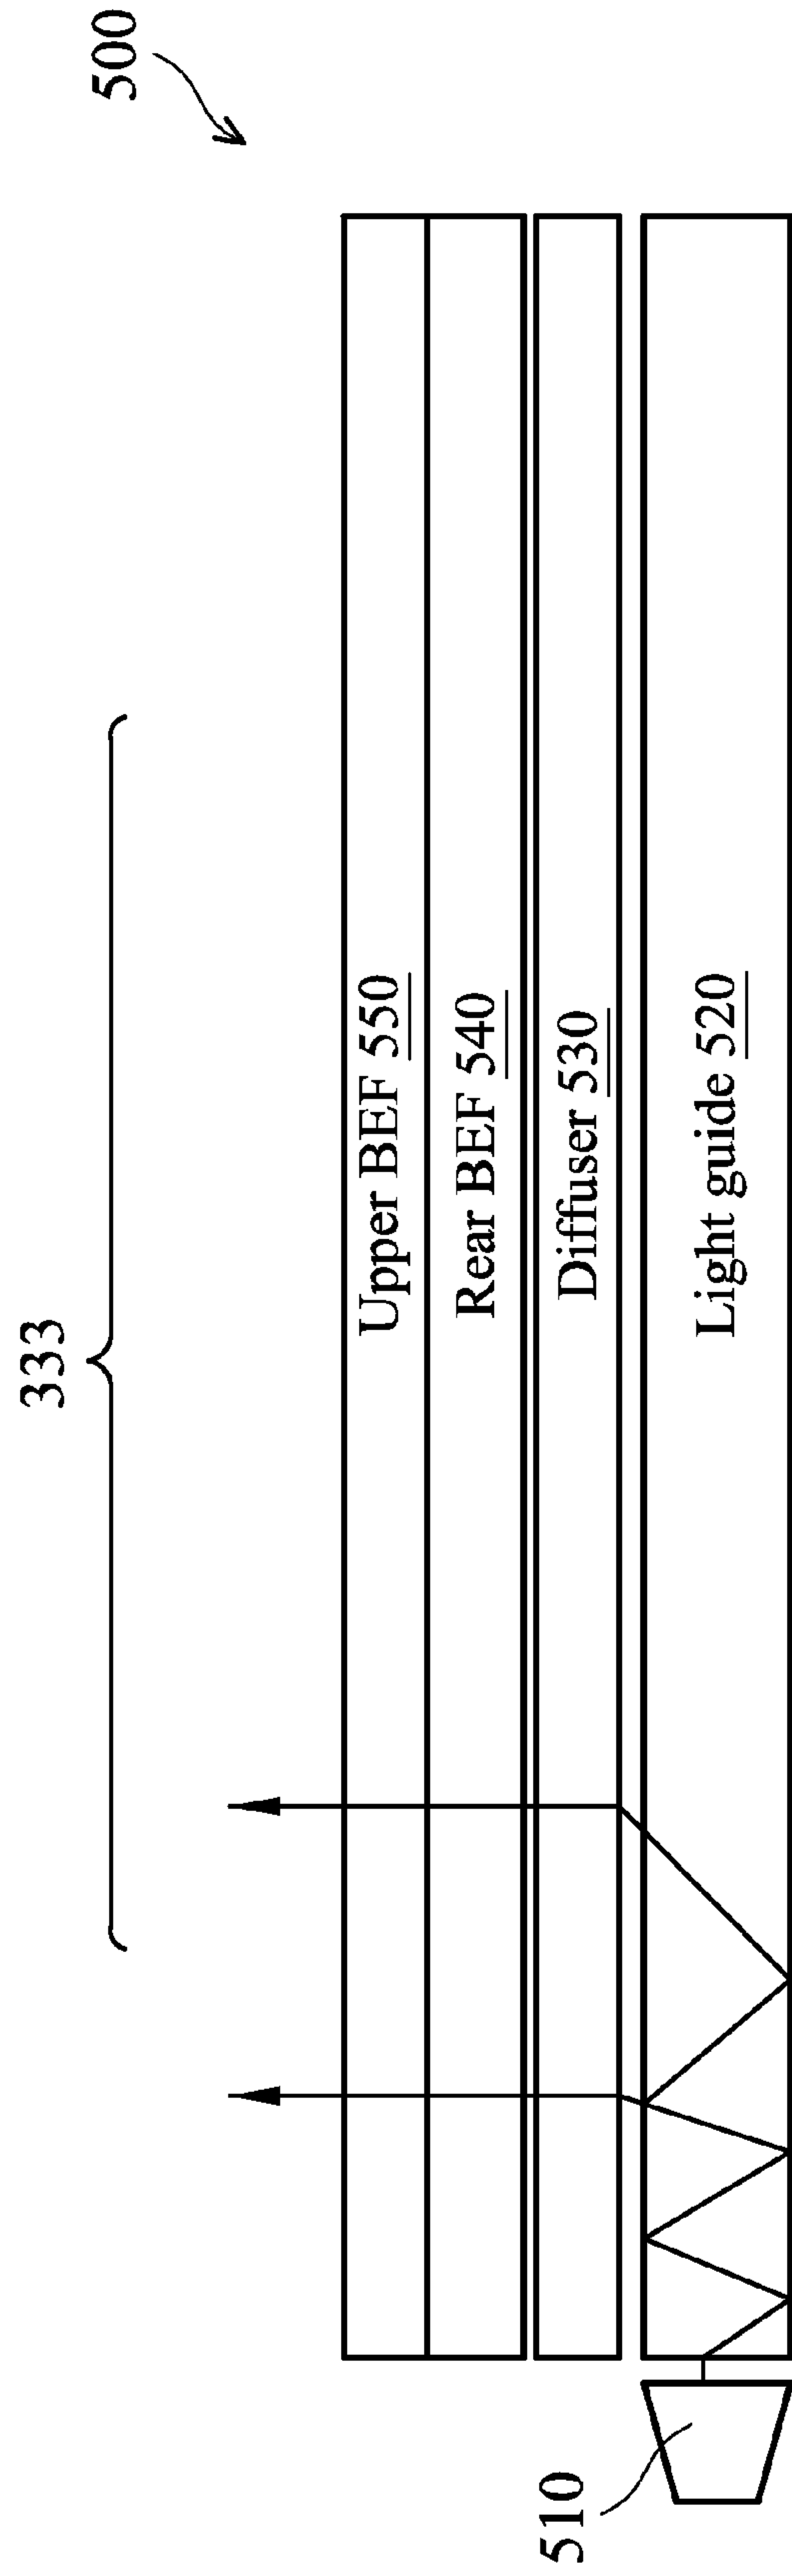 500
333
Upper BEF 550
Rear BEF 540
Diffuser 530
Light guide 520
510